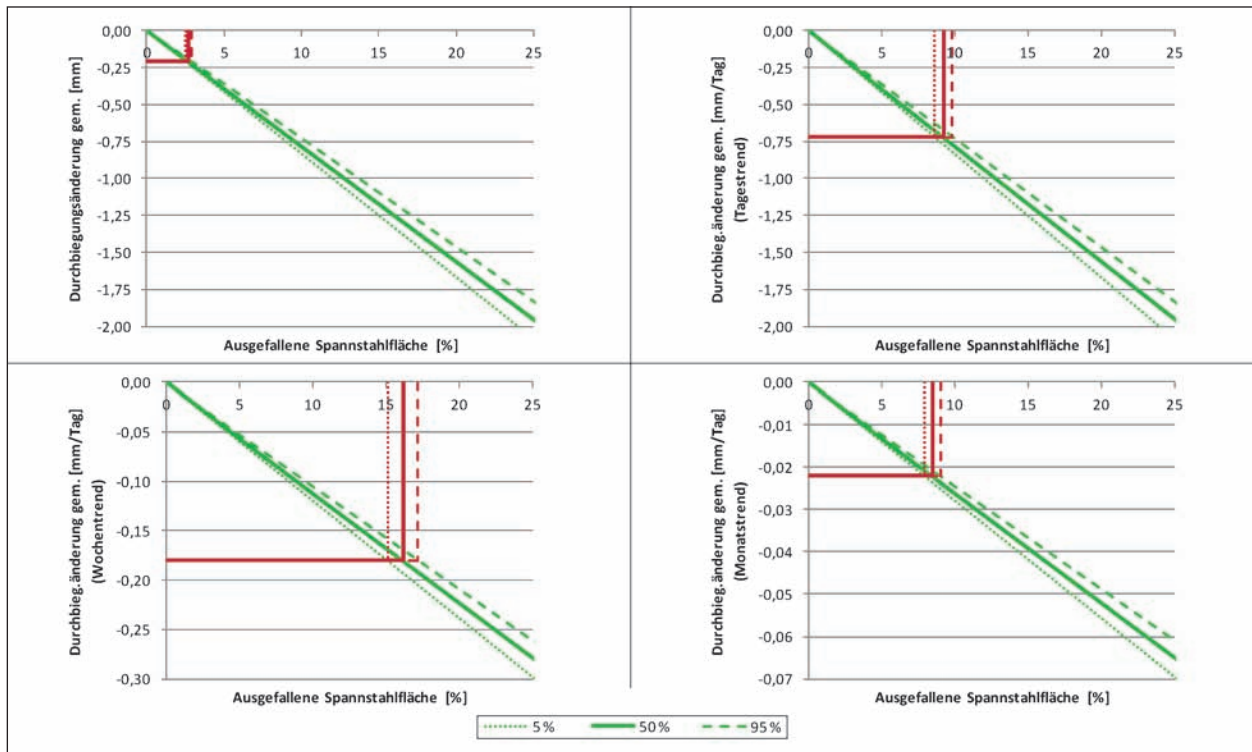 Durchbiegungsänderung gem. [mm]
0,00
-0,25
-0,50
-0,75
-1,00
-1,25
-1,50
-1,75
-2,00
0 5 10 15 20 25
Ausgefallene Spannstahlfläche [%]
Durchbieg.änderung gem. [mm/Tag]
(Tagestrend)
0,00
-0,25
-0,50
-0,75
-1,00
-1,25
-1,50
-1,75
-2,00
0 5 10 15 20 25
Ausgefallene Spannstahlfläche [%]
Durchbieg.änderung gem. [mm/Tag]
(Wochentrend)
0,00
-0,05
-0,10
-0,15
-0,20
-0,25
-0,30
0 5 10 15 20 25
Ausgefallene Spannstahlfläche [%]
Durchbieg.änderung gem. [mm/Tag]
(Monatstrend)
0,00
-0,01
-0,02
-0,03
-0,04
-0,05
-0,06
-0,07
0 5 10 15 20 25
Ausgefallene Spannstahlfläche [%]
5% 50% 95%